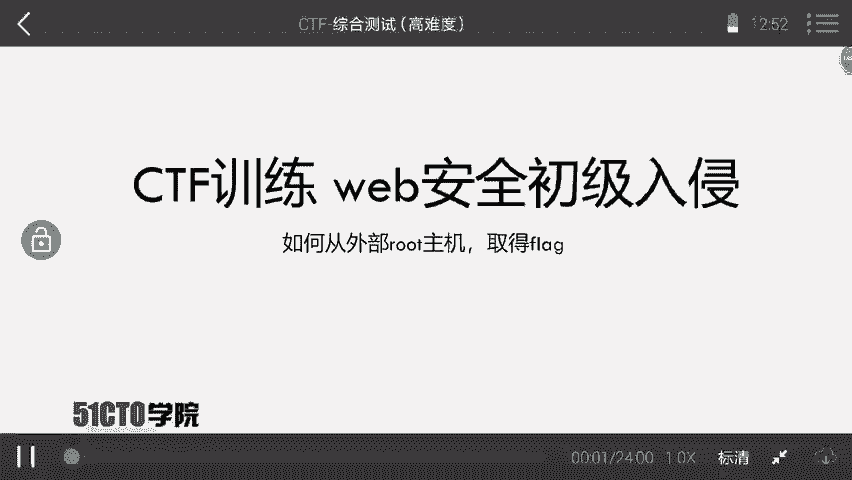 CTF-综合测试(高难度)
12:52
CTF训练 web安全初级入侵
如何从外部root主机，取得flag
51CTO学院
00:01/24:00 1.0X 标清